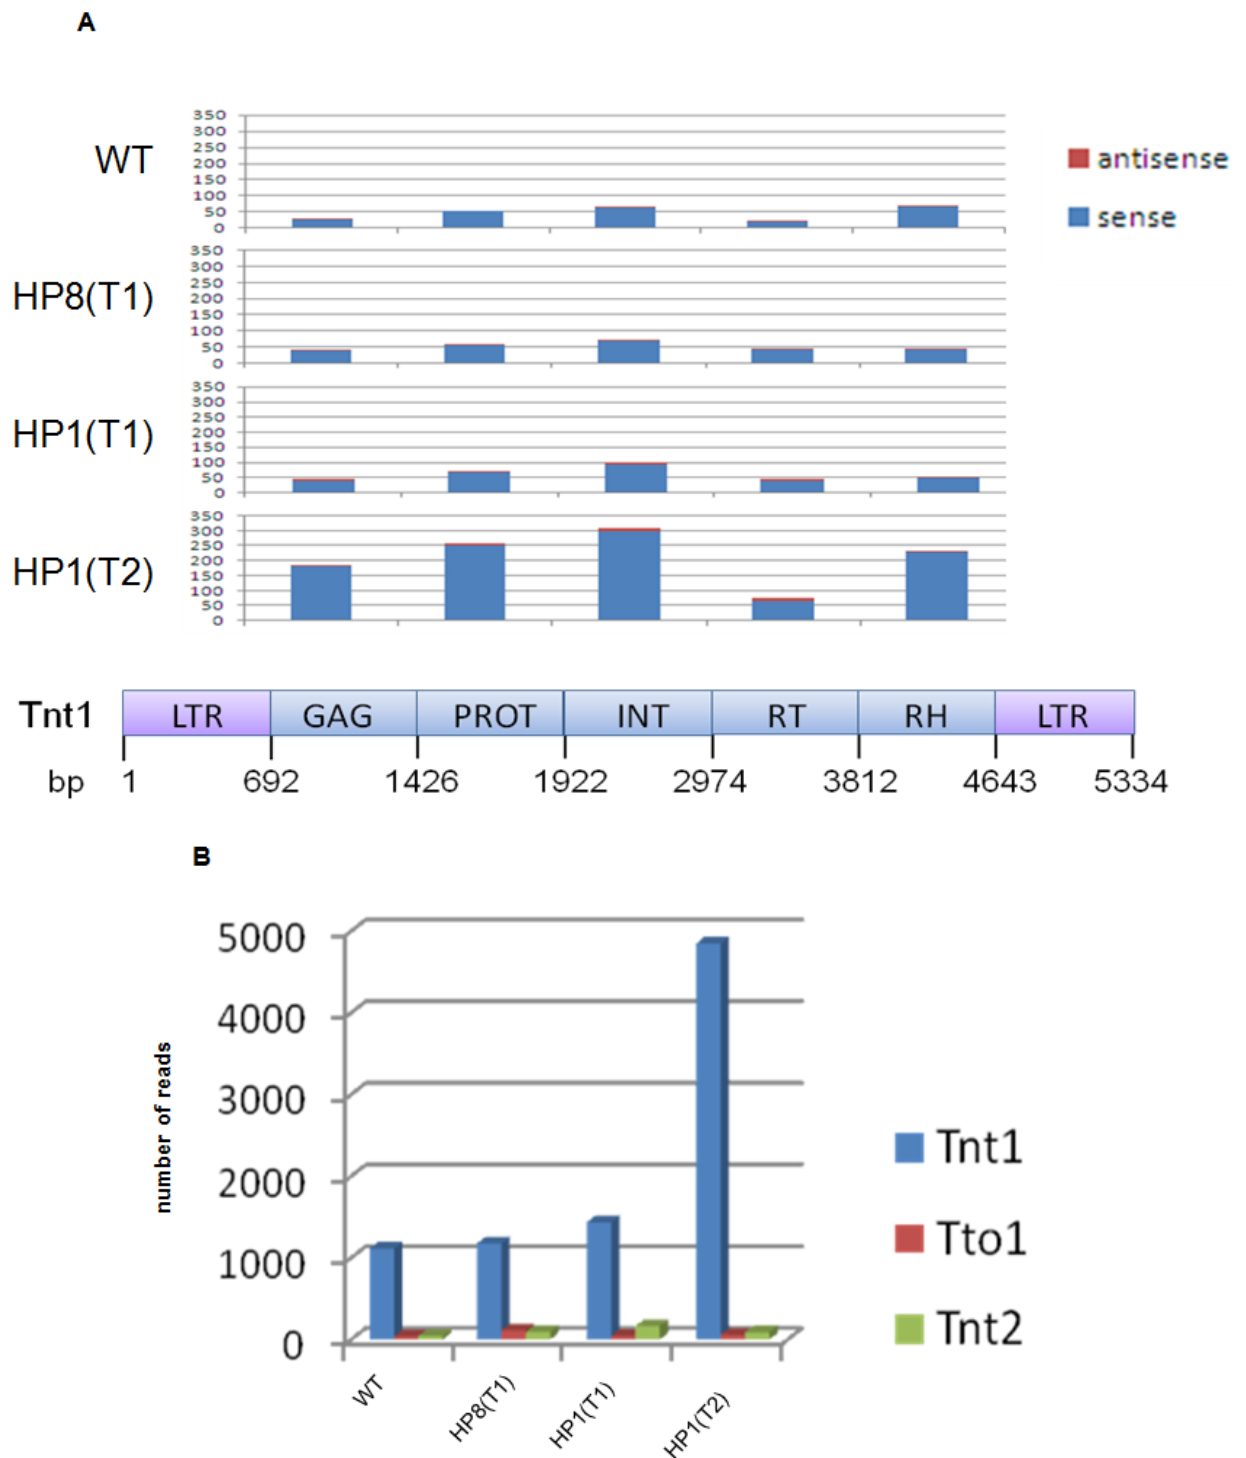 A
WT
350
300
250
200
150
100
50
0
antisense
sense
HP8(T1)
350
300
250
200
150
100
50
0
HP1(T1)
350
300
250
200
150
100
50
0
HP1(T2)
350
300
250
200
150
100
50
0
Tnt1 LTR GAG PROT INT RT RH LTR
bp 1 692 1426 1922 2974 3812 4643 5334
B
number of reads
5000
4000
3000
2000
1000
0
WT HP8(T1) HP1(T1) HP1(T2)
Tnt1
Tto1
Tnt2